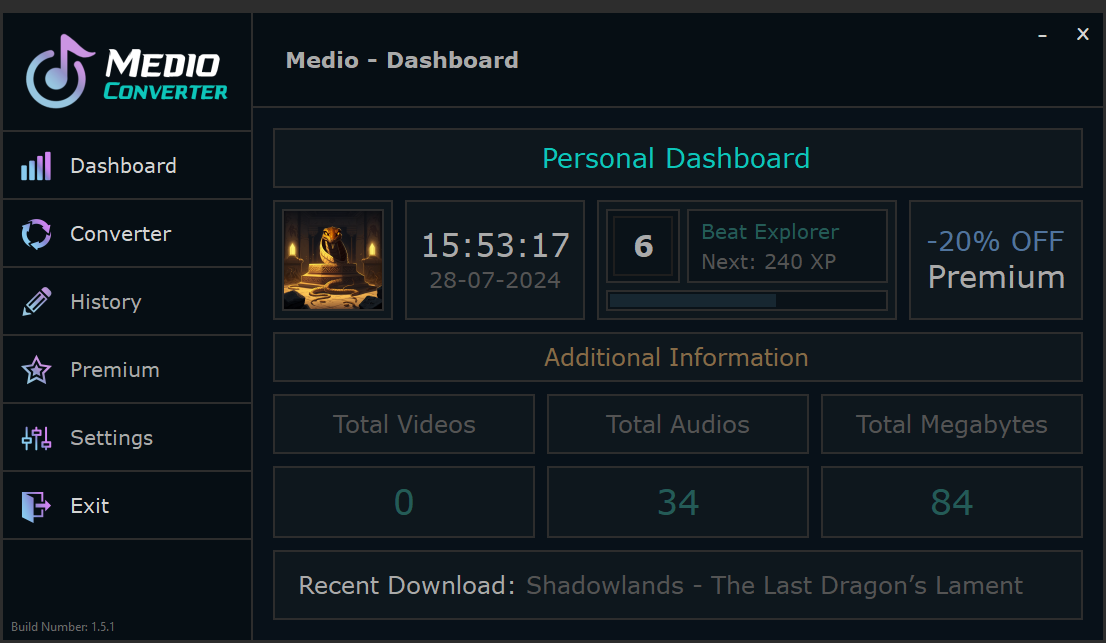 MEDIO
CONVERTER
Medio - Dashboard
Dashboard
Converter
History
Premium
Settings
Exit
Build Number: 1.5.1
Personal Dashboard
15:53:17
28-07-2024
6
Beat Explorer
Next: 240 XP
-20% OFF
Premium
Additional Information
Total Videos
Total Audios
Total Megabytes
0
34
84
Recent Download: Shadowlands - The Last Dragon’s Lament